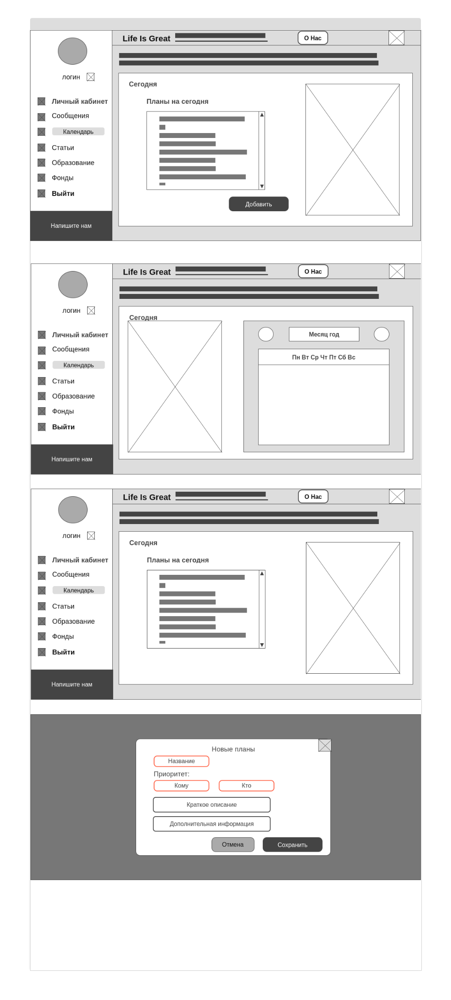 Life Is Great
О Нас
логин
Сегодня
Личный кабинет
Планы на сегодня
Сообщения
Календарь
Статьи
Образование
Фонды
Выйти
Добавить
Напишите нам
Life Is Great
О Нас
логин
Сегодня
Личный кабинет
Месяц год
Сообщения
Пн Вт Ср Чт Пт Сб Вс
Календарь
Статьи
Образование
Фонды
Выйти
Напишите нам
Life Is Great
О Нас
логин
Сегодня
Личный кабинет
Планы на сегодня
Сообщения
Календарь
Статьи
Образование
Фонды
Выйти
Напишите нам
Новые планы
Название
Приоритет:
Кому
Кто
Краткое описание
Дополнительная информация
Отмена
Сохранить